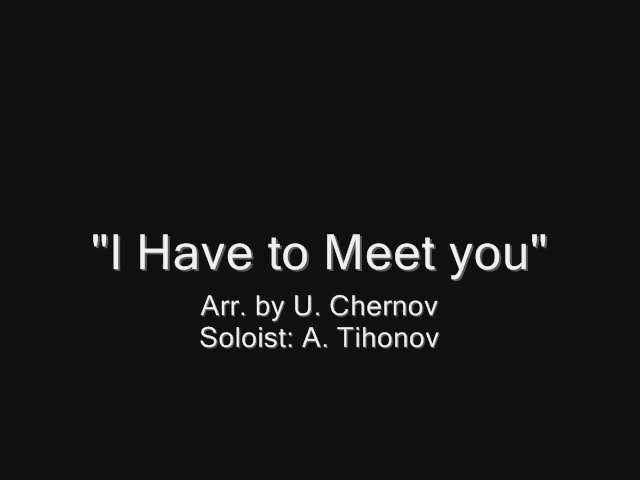 "I Have to Meet you"
Arr. by U. Chernov
Soloist: A. Tihonov